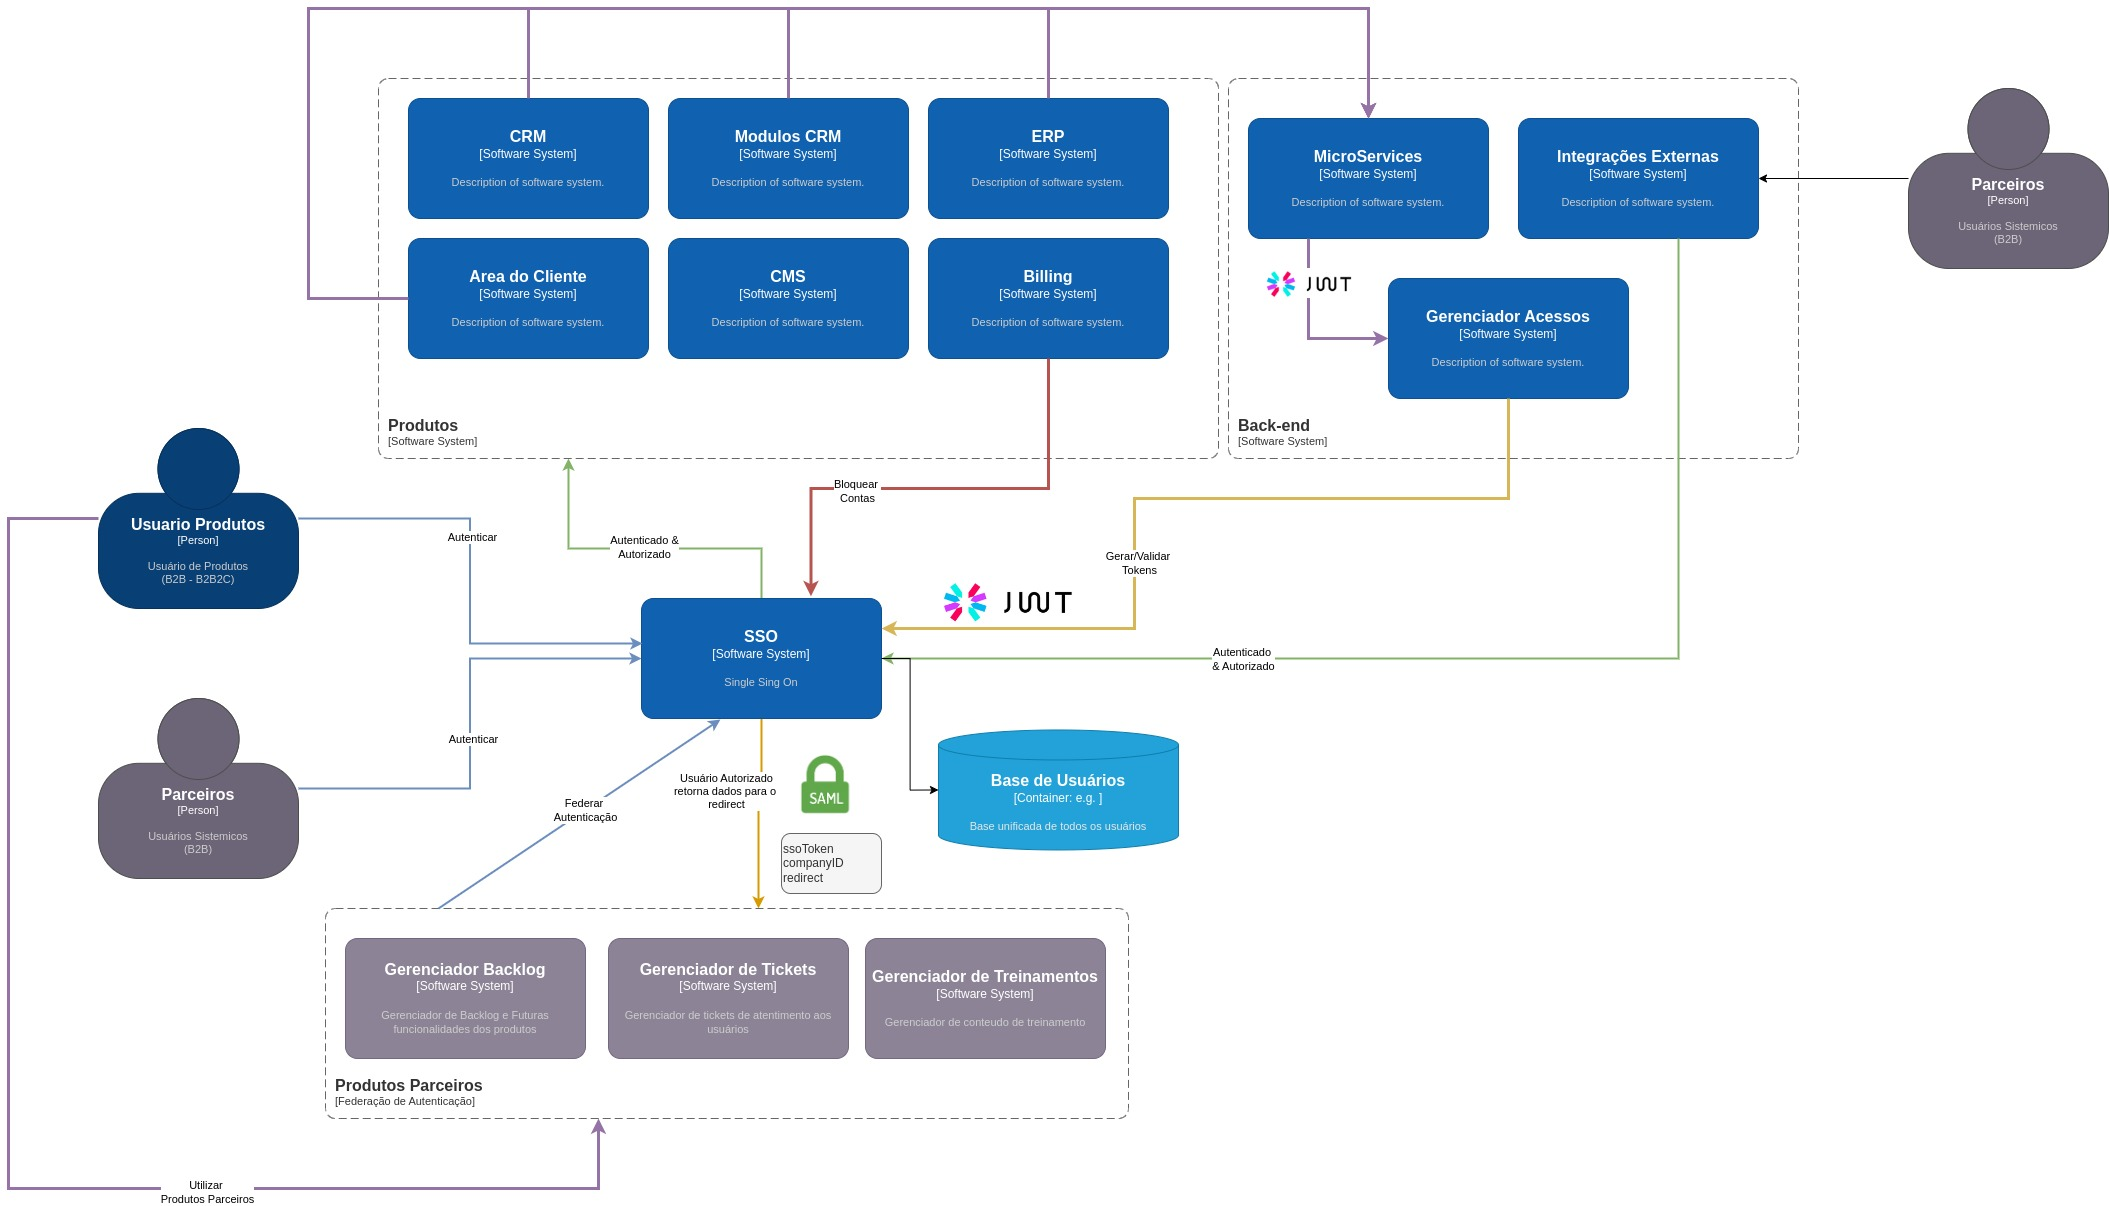 CRM
[Software System]
Description of software system.
Modulos CRM
[Software System]
Description of software system.
ERP
[Software System]
Description of software system.
Area do Cliente
[Software System]
Description of software system.
CMS
[Software System]
Description of software system.
Billing
[Software System]
Description of software system.
Produtos
[Software System]
MicroServices
[Software System]
Description of software system.
Integrações Externas
[Software System]
Description of software system.
JWT
Gerenciador Acessos
[Software System]
Description of software system.
Back-end
[Software System]
Parceiros
[Person]
Usuários Sistemicos
(B2B)
Usuario Produtos
[Person]
Usuário de Produtos
(B2B - B2B2C)
Autenticar
Autenticado &
Autorizado
Bloquear
Contas
Gerar/Validar
Tokens
JWT
SSO
[Software System]
Single Sing On
Autenticado
& Autorizado
Parceiros
[Person]
Usuários Sistemicos
(B2B)
Autenticar
Federar
Autenticação
Usuário Autorizado
retorna dados para o
redirect
SAML
ssoToken
companyID
redirect
Base de Usuários
[Container: e.g. ]
Base unificada de todos os usuários
Gerenciador Backlog
[Software System]
Gerenciador de Backlog e Futuras
funcionalidades dos produtos
Gerenciador de Tickets
[Software System]
Gerenciador de tickets de atentimento aos
usuários
Gerenciador de Treinamentos
[Software System]
Gerenciador de conteudo de treinamento
Produtos Parceiros
[Federação de Autenticação]
Utilizar
Produtos Parceiros